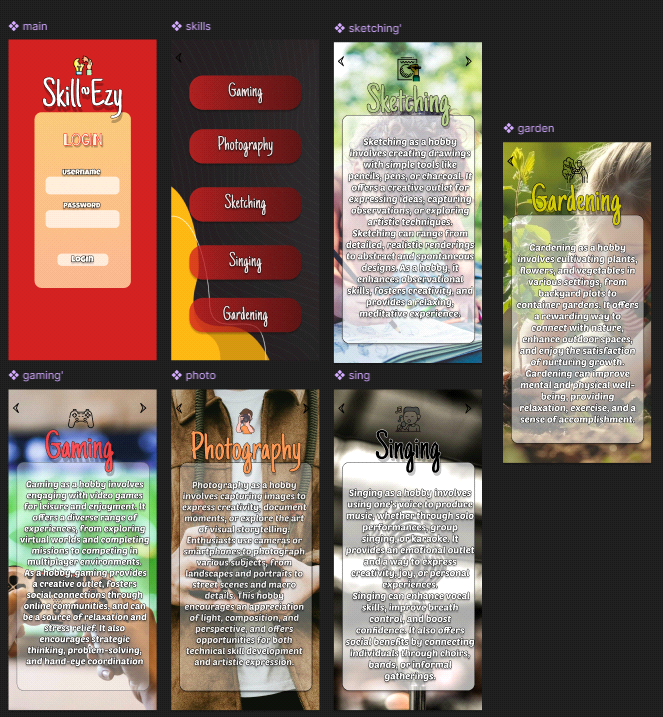 main
Skill~Ezy
LOGIN
USERNAME
PASSWORD
LOGIN
skills
Gaming
Photography
Sketching
Singing
Gardening
sketching'
Sketching
Sketching as a hobby
involves creating drawings
with simple tools like
pencils, pens, or charcoal. It
offers a creative outlet for
expressing ideas, capturing
observations, or exploring
artistic techniques.
Sketching can range from
detailed, realistic renderings
to abstract and spontaneous
designs. As a hobby, it
enhances observational
skills, fosters creativity, and
provides a relaxing,
meditative experience.
garden
Gardening
Gardening as a hobby
involves cultivating plants,
flowers, and vegetables in
various settings, from
backyard plots to
container gardens. It offers
a rewarding way to
connect with nature,
enhance outdoor spaces,
and enjoy the satisfaction
of nurturing growth.
Gardening can improve
mental and physical well-
being, providing
relaxation, exercise, and a
sense of accomplishment.
gaming'
Gaming
Gaming as a hobby involves
engaging with video games
for leisure and enjoyment. It
offers a diverse range of
experiences, from exploring
virtual worlds and completing
missions to competing in
multiplayer environments.
As a hobby, gaming provides
a creative outlet, fosters
social connections through
online communities, and can
be a source of relaxation and
stress relief. It also
encourages strategic
thinking, problem-solving,
and hand-eye coordination
photo
Photography
Photography as a hobby
involves capturing images to
express creativity, document
moments, or explore the art
of visual storytelling.
Enthusiasts use cameras or
smartphones to photograph
various subjects, from
landscapes and portraits to
street scenes and macro
details. This hobby
encourages an appreciation
of light, composition, and
perspective, and offers
opportunities for both
technical skill development
and artistic expression.
sing
Singing
Singing as a hobby involves
using one's voice to produce
music, whether through solo
performances, group
singing, or karaoke. It
provides an emotional outlet
and a way to express
creativity, joy, or personal
experiences.
Singing can enhance vocal
skills, improve breath
control, and boost
confidence. It also offers
social benefits by connecting
individuals through choirs,
bands, or informal
gatherings.